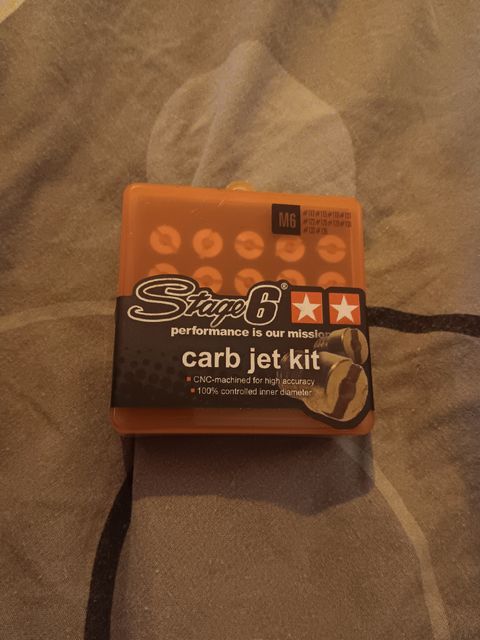 M6
Stage6®
performance is our mission
carb jet kit
CNC-machined for high accuracy
100% controlled inner diameter